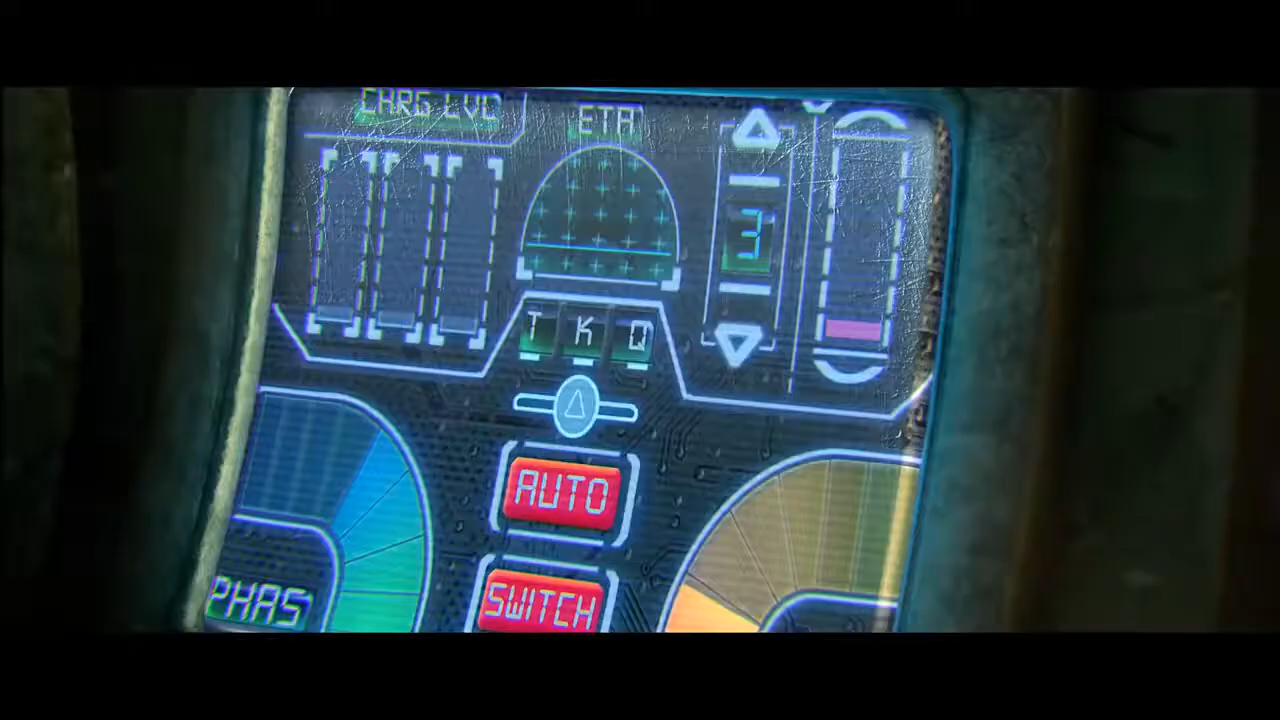 CHRG LVL
ETA
3
T K Q
AUTO
SWITCH
PHAS